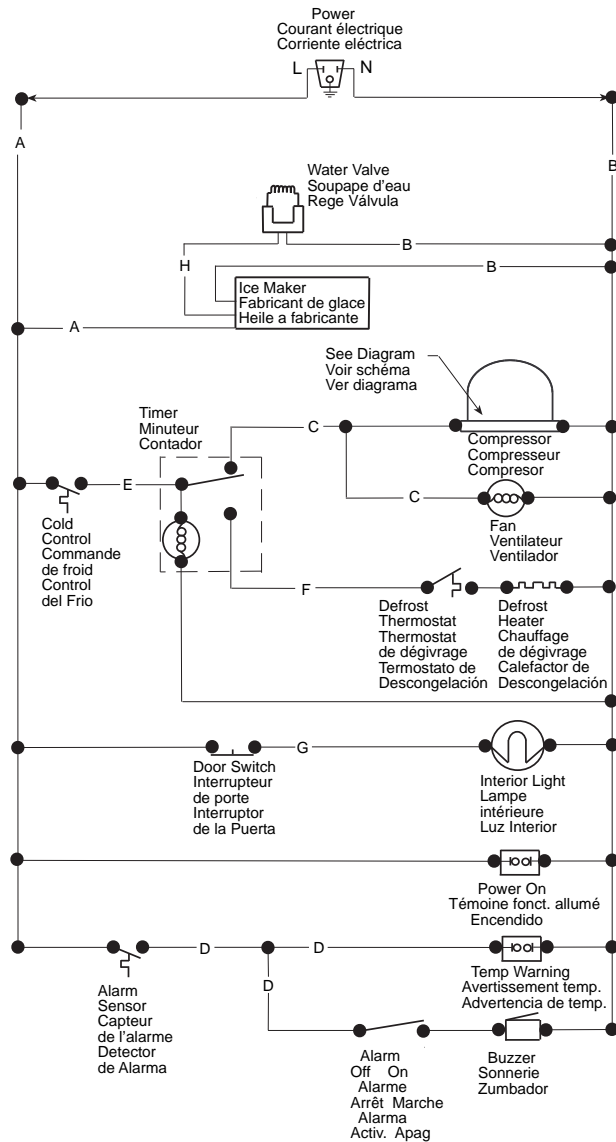 Power
Courant électrique
Corriente eléctrica
L N
A
B
Water Valve
Soupape d'eau
Rege Válvula
B
H
B
Ice Maker
Fabricant de glace
Heile a fabricante
A
See Diagram
Voir schéma
Ver diagrama
Timer
Minuteur
Contador
C
Compressor
Compresseur
Compresor
E
C
Cold
Control
Commande
de froid
Control
del Frio
Fan
Ventilateur
Ventilador
F
Defrost
Thermostat
Thermostat
de dégivrage
Termostato de
Descongelación
Defrost
Heater
Chauffage
de dégivrage
Calefactor de
Descongelación
G
Door Switch
Interrupteur
de porte
Interruptor
de la Puerta
Interior Light
Lampe
intérieure
Luz Interior
Power On
Témoine fonct. allumé
Encendido
D
D
D
Alarm
Sensor
Capteur
de l'alarme
Detector
de Alarma
Temp Warning
Avertissement temp.
Advertencia de temp.
Alarm
Off On
Alarme
Arrêt Marche
Alarma
Activ. Apag
Buzzer
Sonnerie
Zumbador